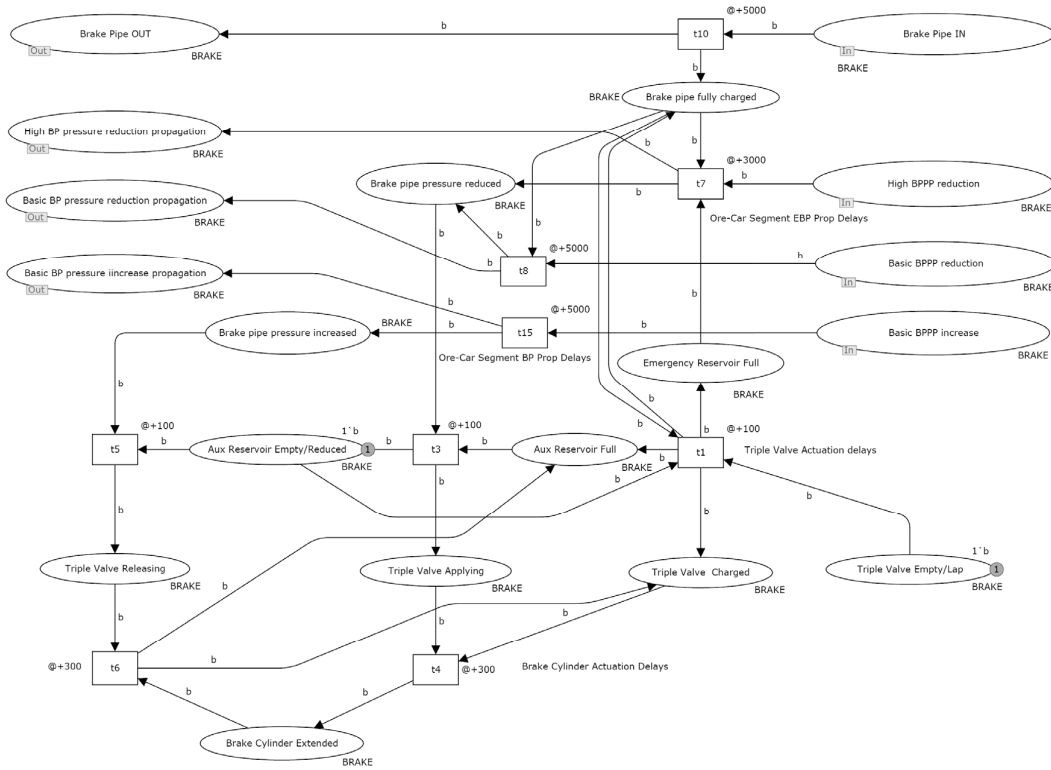 @+5000
Brake Pipe OUT
b
t10
b
Brake Pipe IN
Out
BRAKE
In
BRAKE
b
BRAKE
Brake pipe fully charged
High BP pressure reduction propagation
Out
BRAKE
b
b
b
@+3000
Brake pipe pressure reduced
BRAKE
b
t7
b
High BPPP reduction
In
BRAKE
Basic BP pressure reduction propagation
Out
BRAKE
Ore-Car Segment EBP Prop Delays
b
b
b
@+5000
b
t8
b
Basic BPPP reduction
In
BRAKE
Basic BP pressure iincrease propagation
Out
BRAKE
b
b
@+5000
Brake pipe pressure increased
BRAKE
b
t15
b
Basic BPPP increase
In
BRAKE
Ore-Car Segment BP Prop Delays
Emergency Reservoir Full
BRAKE
b
b
b
b
@+100
1`b
@+100
@+100
t5
b
Aux Reservoir Empty/Reduced
1
BRAKE
b
t3
b
Aux Reservoir Full
BRAKE
b
t1
Triple Valve Actuation delays
b
b
b
b
b
b
1`b
Triple Valve Releasing
BRAKE
Triple Valve Applying
BRAKE
Triple Valve  Charged
BRAKE
Triple Valve Empty/Lap
1
BRAKE
b
b
b
b
@+300
t6
b
t4
@+300
Brake Cylinder Actuation Delays
b
b
Brake Cylinder Extended
BRAKE